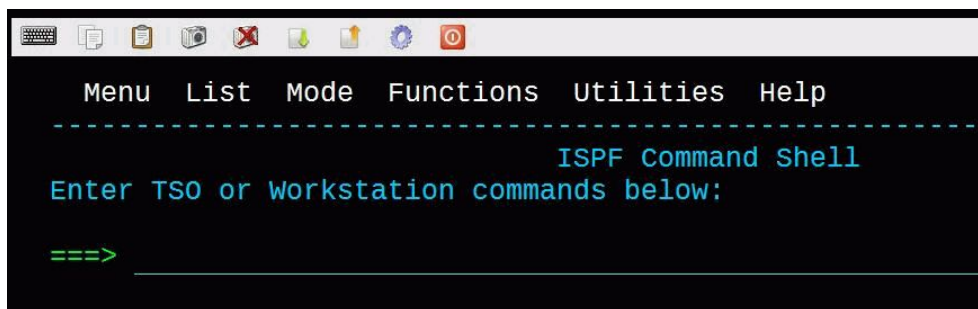 Menu List Mode Functions Utilities Help
ISPF Command Shell
Enter TSO or Workstation commands below:
===>